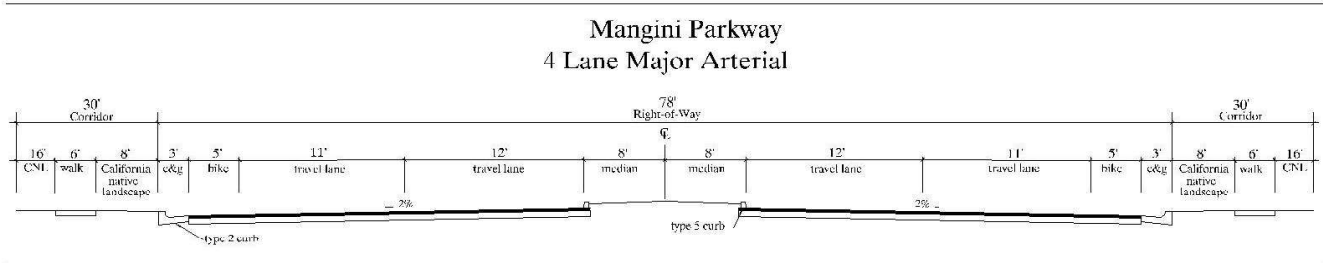 Mangini Parkway
4 Lane Major Arterial
30'
Corridor
78'
Right-of-Way
30'
Corridor
℄
16' 6' 8' 3' 5' 11' 12' 8' 8' 12' 11' 5' 3' 8' 6' 16'
CNL walk California c&g bike travel lane travel lane median median travel lane travel lane bike c&g California walk CNL
native native
landscape landscape
2% 2%
type 2 curb type 5 curb